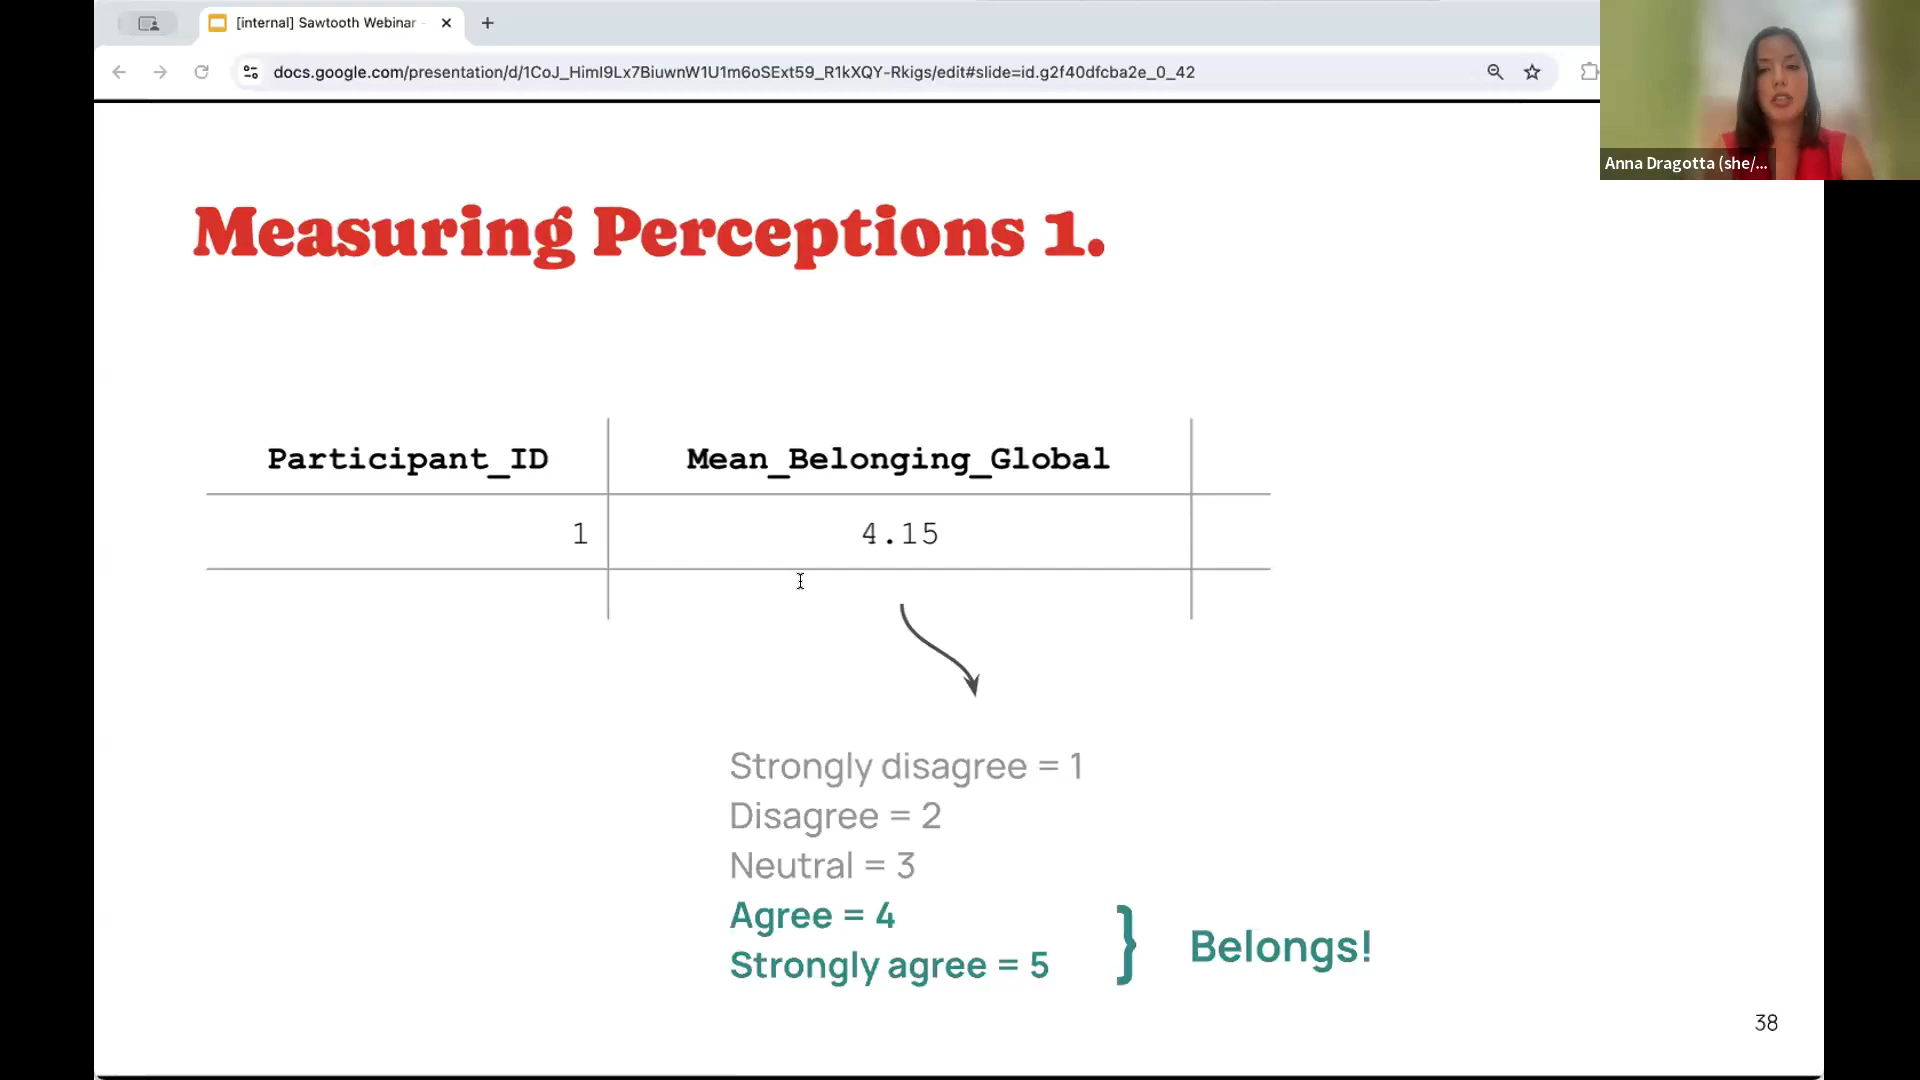 [internal] Sawtooth Webinar
docs.google.com/presentation/d/1CoJ_HimI9Lx7BiuwnW1U1m6oSExt59_R1kXQY-Rkigs/edit#slide=id.g2f40dfcba2e_0_42
Anna Dragotta (she/...
Measuring Perceptions 1.
Participant_ID Mean_Belonging_Global
1 4.15
Strongly disagree = 1
Disagree = 2
Neutral = 3
Agree = 4
Strongly agree = 5
} Belongs!
38